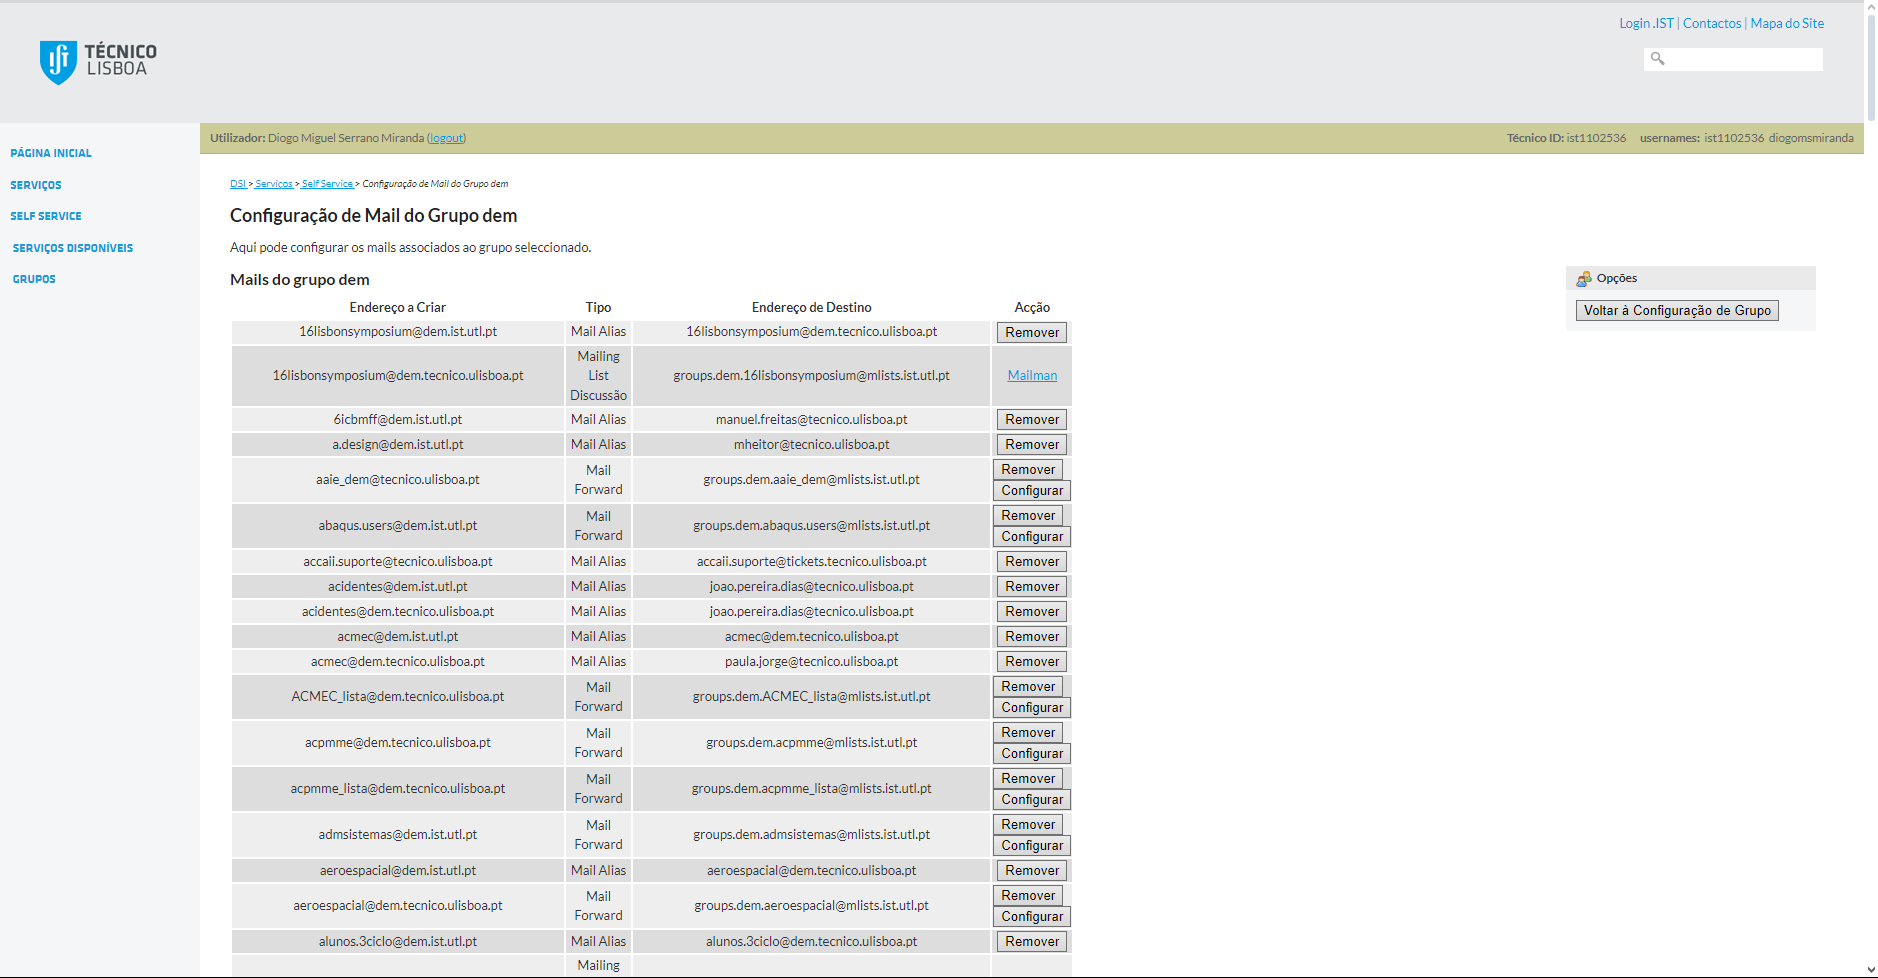 Login .IST | Contactos | Mapa do Site
TÉCNICO
LISBOA
Utilizador: Diogo Miguel Serrano Miranda (logout) Técnico ID: ist1102536 usernames: ist1102536 diogomsmiranda
PÁGINA INICIAL
SERVIÇOS
SELF SERVICE
SERVIÇOS DISPONÍVEIS
GRUPOS
DSI > Serviços > Self Service > Configuração de Mail do Grupo dem
Configuração de Mail do Grupo dem
Aqui pode configurar os mails associados ao grupo seleccionado.
Opções
Voltar à Configuração de Grupo
Mails do grupo dem
Endereço a Criar Tipo Endereço de Destino Acção
16lisbonsymposium@dem.ist.utl.pt Mail Alias 16lisbonsymposium@dem.tecnico.ulisboa.pt Remover
16lisbonsymposium@dem.tecnico.ulisboa.pt Mailing List Discussão groups.dem.16lisbonsymposium@mlists.ist.utl.pt Mailman
6icbmff@dem.ist.utl.pt Mail Alias manuel.freitas@tecnico.ulisboa.pt Remover
a.design@dem.ist.utl.pt Mail Alias mheitor@tecnico.ulisboa.pt Remover
aaie_dem@tecnico.ulisboa.pt Mail Forward groups.dem.aaie_dem@mlists.ist.utl.pt Remover Configurar
abaqus.users@dem.ist.utl.pt Mail Forward groups.dem.abaqus.users@mlists.ist.utl.pt Remover Configurar
accaii.suporte@tecnico.ulisboa.pt Mail Alias accaii.suporte@tickets.tecnico.ulisboa.pt Remover
acidentes@dem.ist.utl.pt Mail Alias joao.pereira.dias@tecnico.ulisboa.pt Remover
acidentes@dem.tecnico.ulisboa.pt Mail Alias joao.pereira.dias@tecnico.ulisboa.pt Remover
acmec@dem.ist.utl.pt Mail Alias acmec@dem.tecnico.ulisboa.pt Remover
acmec@dem.tecnico.ulisboa.pt Mail Alias paula.jorge@tecnico.ulisboa.pt Remover
ACMEC_lista@dem.tecnico.ulisboa.pt Mail Forward groups.dem.ACMEC_lista@mlists.ist.utl.pt Remover Configurar
acpmme@dem.tecnico.ulisboa.pt Mail Forward groups.dem.acpmme@mlists.ist.utl.pt Remover Configurar
acpmme_lista@dem.tecnico.ulisboa.pt Mail Forward groups.dem.acpmme_lista@mlists.ist.utl.pt Remover Configurar
admsistemas@dem.ist.utl.pt Mail Forward groups.dem.admsistemas@mlists.ist.utl.pt Remover Configurar
aeroespacial@dem.ist.utl.pt Mail Alias aeroespacial@dem.tecnico.ulisboa.pt Remover
aeroespacial@dem.tecnico.ulisboa.pt Mail Forward groups.dem.aeroespacial@mlists.ist.utl.pt Remover Configurar
alunos.3ciclo@dem.ist.utl.pt Mail Alias alunos.3ciclo@dem.tecnico.ulisboa.pt Remover
Mailing